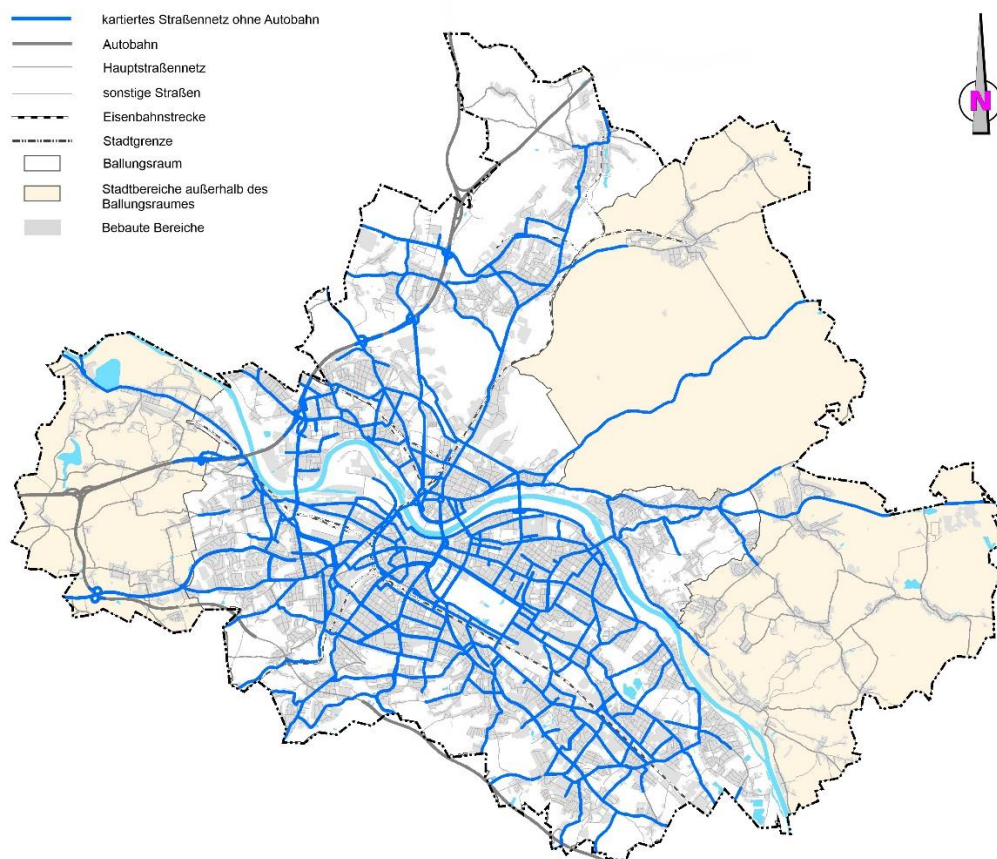 kartiertes Straßennetz ohne Autobahn
Autobahn
Hauptstraßennetz
sonstige Straßen
Eisenbahnstrecke
Stadtgrenze
Ballungsraum
Stadtbereiche außerhalb des
Ballungsraumes
Bebaute Bereiche
N